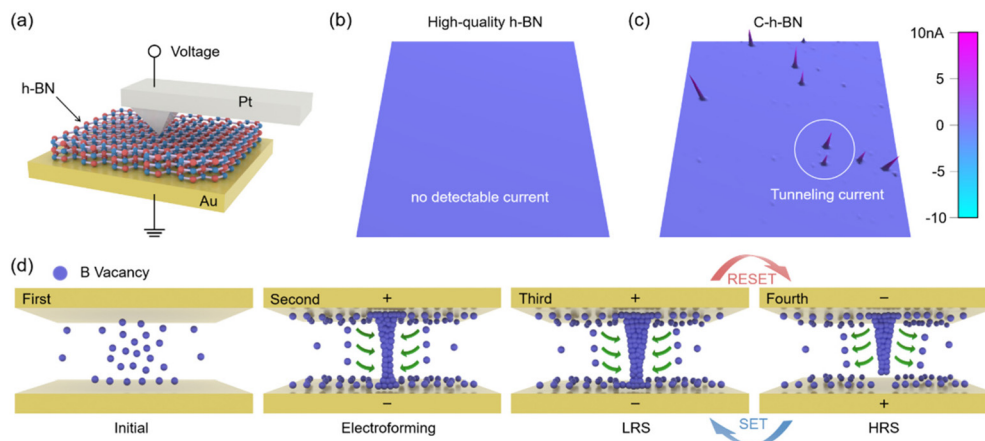 (a)
Voltage
h-BN
Pt
Au
(b)
High-quality h-BN
no detectable current
(c)
C-h-BN
Tunneling current
10nA
5
0
-5
-10
(d)
B Vacancy
RESET
First
Second
+
Third
+
Fourth
−
−
−
+
Initial
Electroforming
LRS
SET
HRS